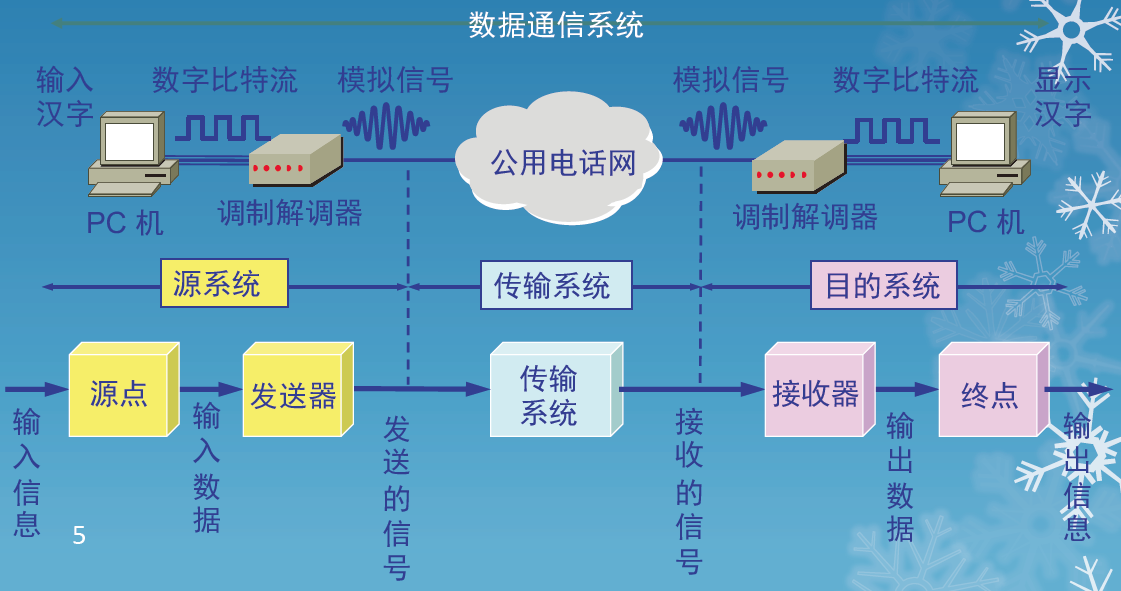 数据通信系统
输入
汉字
数字比特流
模拟信号
模拟信号
数字比特流
显示
汉字
公用电话网
PC 机
调制解调器
调制解调器
PC 机
源系统
传输系统
目的系统
源点
发送器
传输
系统
接收器
终点
输入信息
输入数据
发送的信号
接收的信号
输出数据
输出信息
5